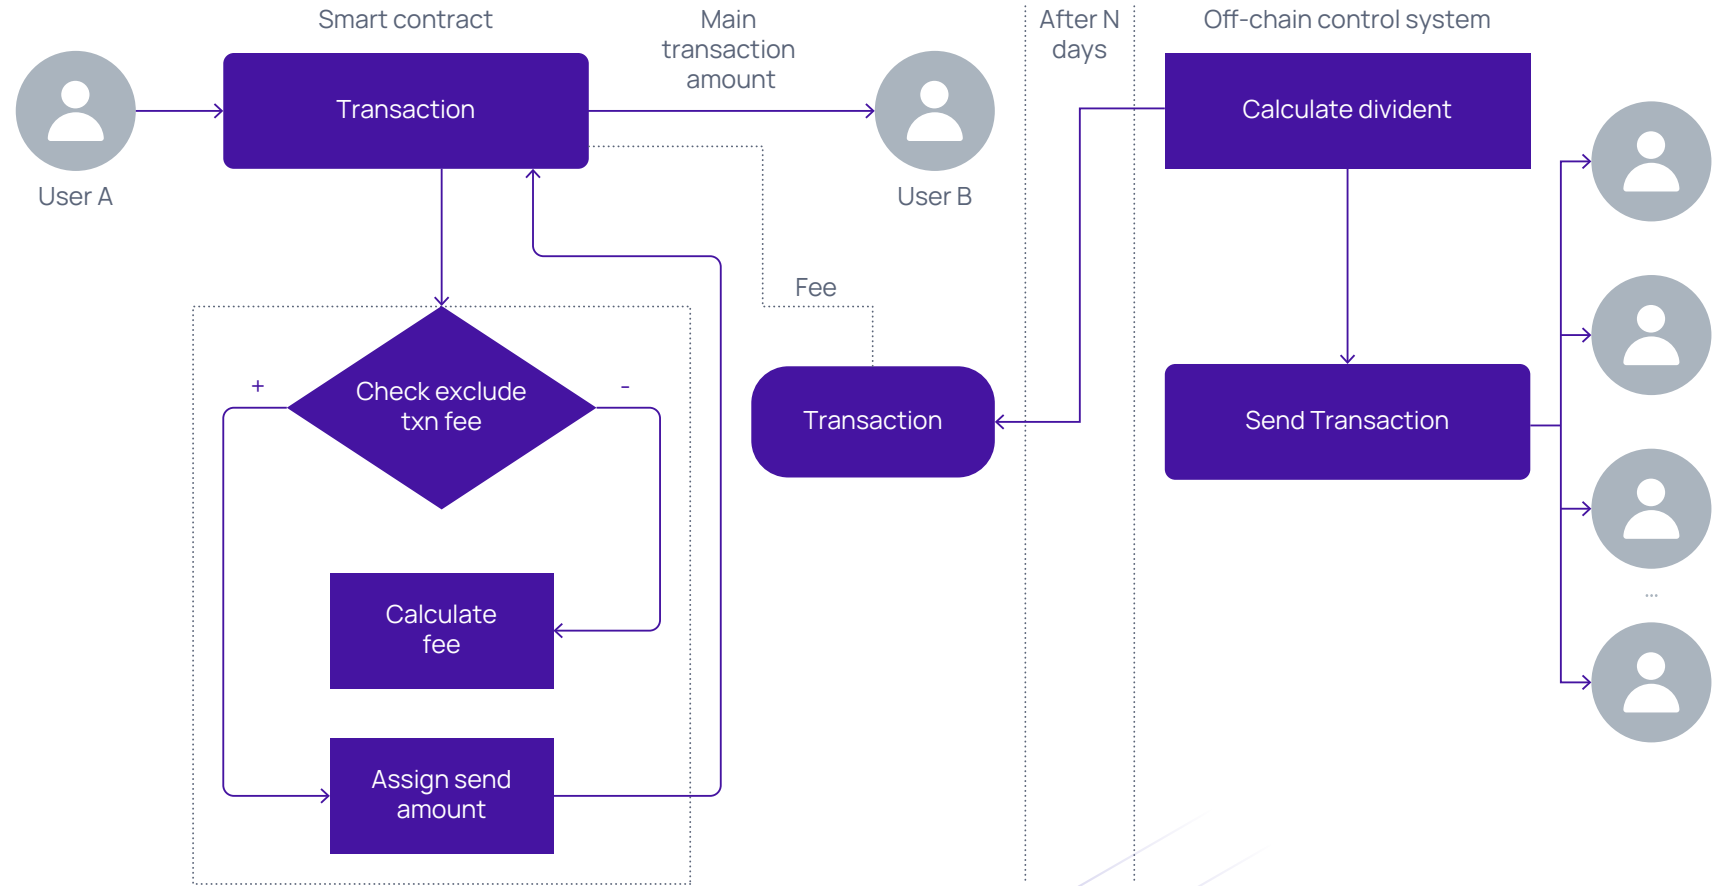 Smart contract
Main
transaction
amount
After N
days
Off-chain control system
Transaction
Calculate divident
User A
User B
Fee
+
-
Check exclude
txn fee
Transaction
Send Transaction
Calculate
fee
...
Assign send
amount